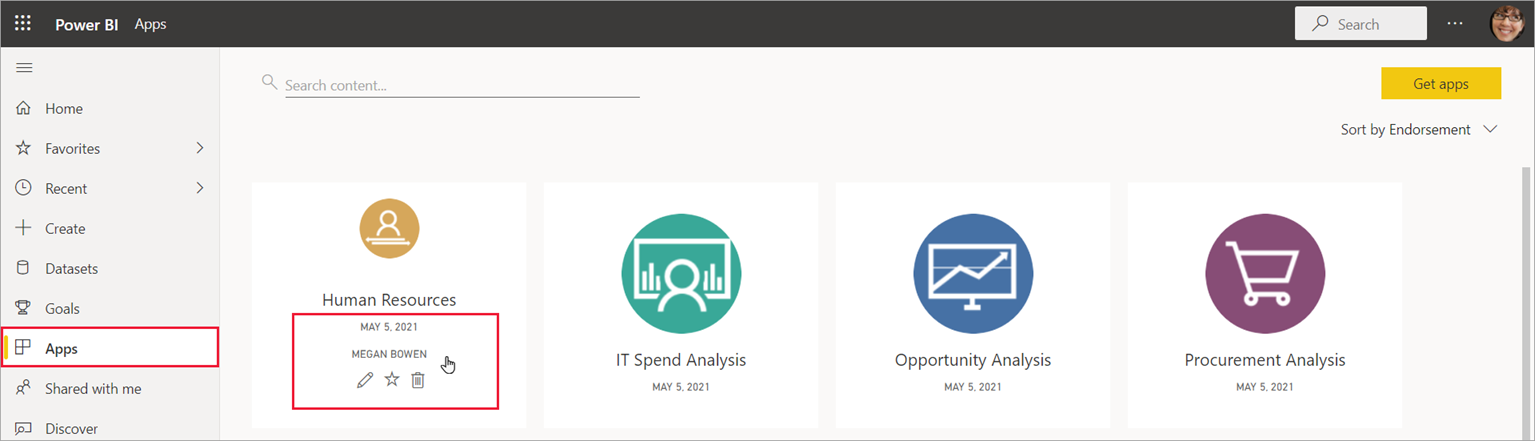 Power BI Apps
Search
...
Search content...
Get apps
Sort by Endorsement
Home
Favorites
Recent
Create
Datasets
Goals
Apps
Shared with me
Discover
Human Resources
MAY 5, 2021
MEGAN BOWEN
IT Spend Analysis
MAY 5, 2021
Opportunity Analysis
MAY 5, 2021
Procurement Analysis
MAY 5, 2021